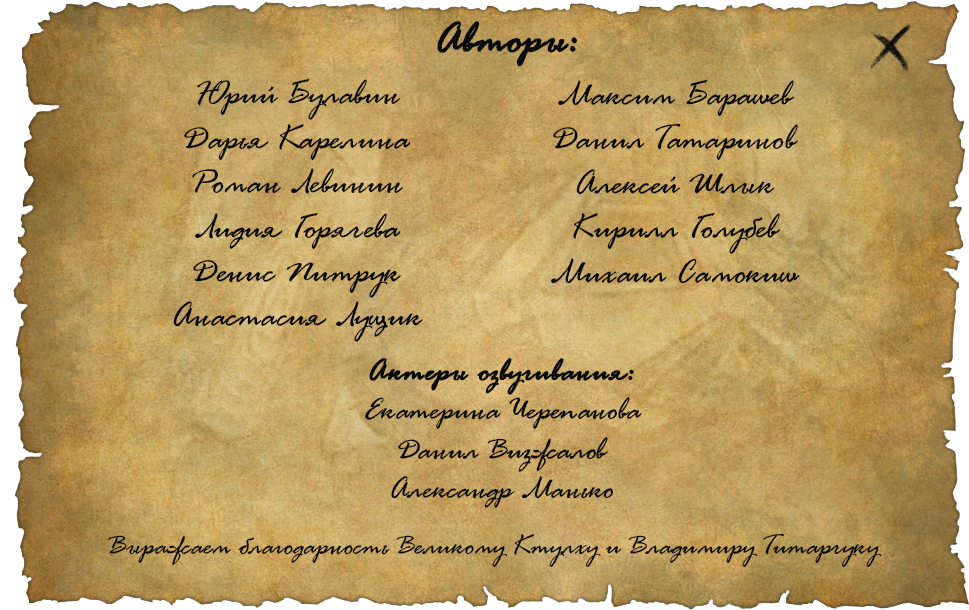 Авторы:
Юрий Булавин
Дарья Карелина
Роман Левинин
Лидия Горячева
Денис Питрук
Анастасия Лущик
Максим Барашев
Данил Татаринов
Алексей Шлык
Кирилл Голубев
Михаил Самокиш
Актеры озвучивания:
Екатерина Черепанова
Данил Визжалов
Александр Манько
Выражаем благодарность Великому Ктулху и Владимиру Титарчуку